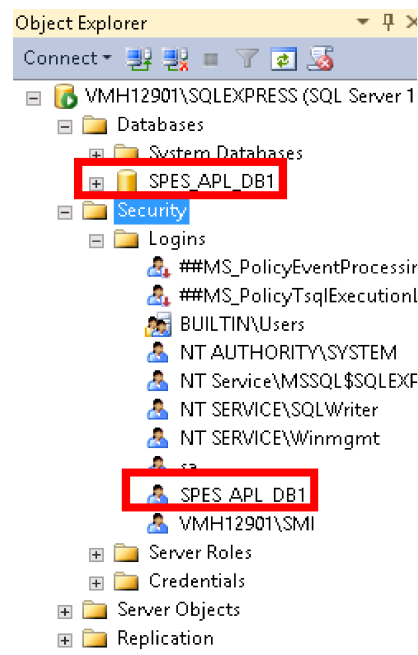 Object Explorer
Connect
VMH12901\SQLEXPRESS (SQL Server 1
Databases
System Databases
SPES_APL_DB1
Security
Logins
##MS_PolicyEventProcessin
##MS_PolicyTsqlExecutionL
BUILTIN\Users
NT AUTHORITY\SYSTEM
NT Service\MSSQL$SQLEXP
NT SERVICE\SQLWriter
NT SERVICE\Winmgmt
sa
SPES_APL_DB1
VMH12901\SMI
Server Roles
Credentials
Server Objects
Replication